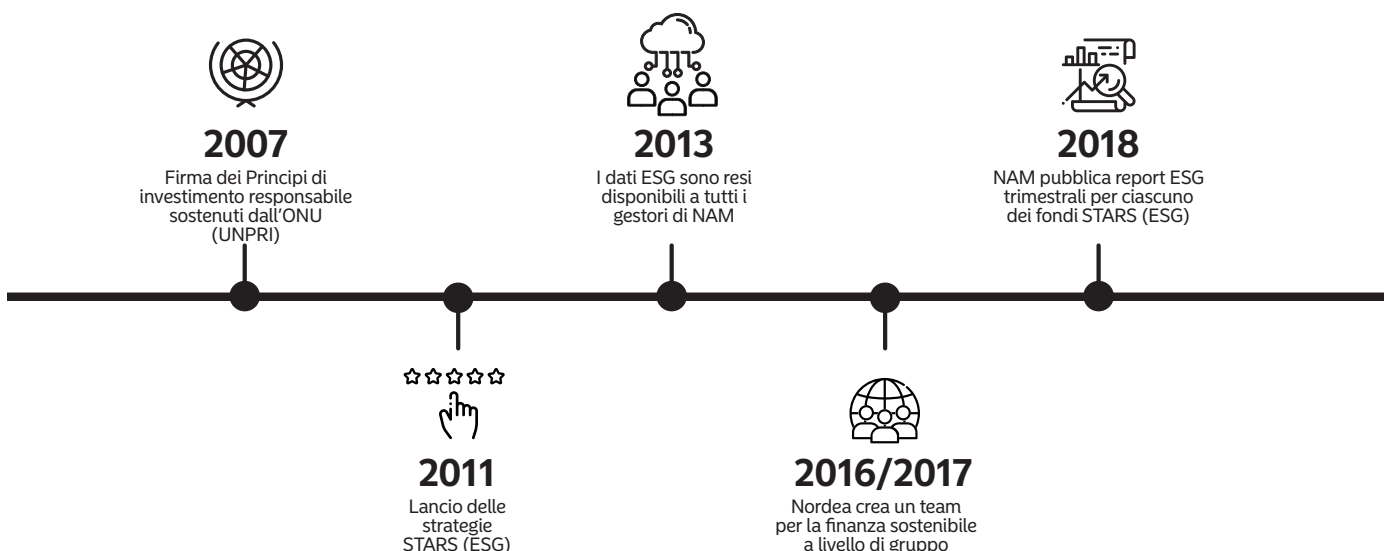 2007
Firma dei Principi di
investimento responsabile
sostenuti dall'ONU
(UNPRI)
2011
Lancio delle
strategie
STARS (ESG)
2013
I dati ESG sono resi
disponibili a tutti i
gestori di NAM
2016/2017
Nordea crea un team
per la finanza sostenibile
a livello di gruppo
2018
NAM pubblica report ESG
trimestrali per ciascuno
dei fondi STARS (ESG)